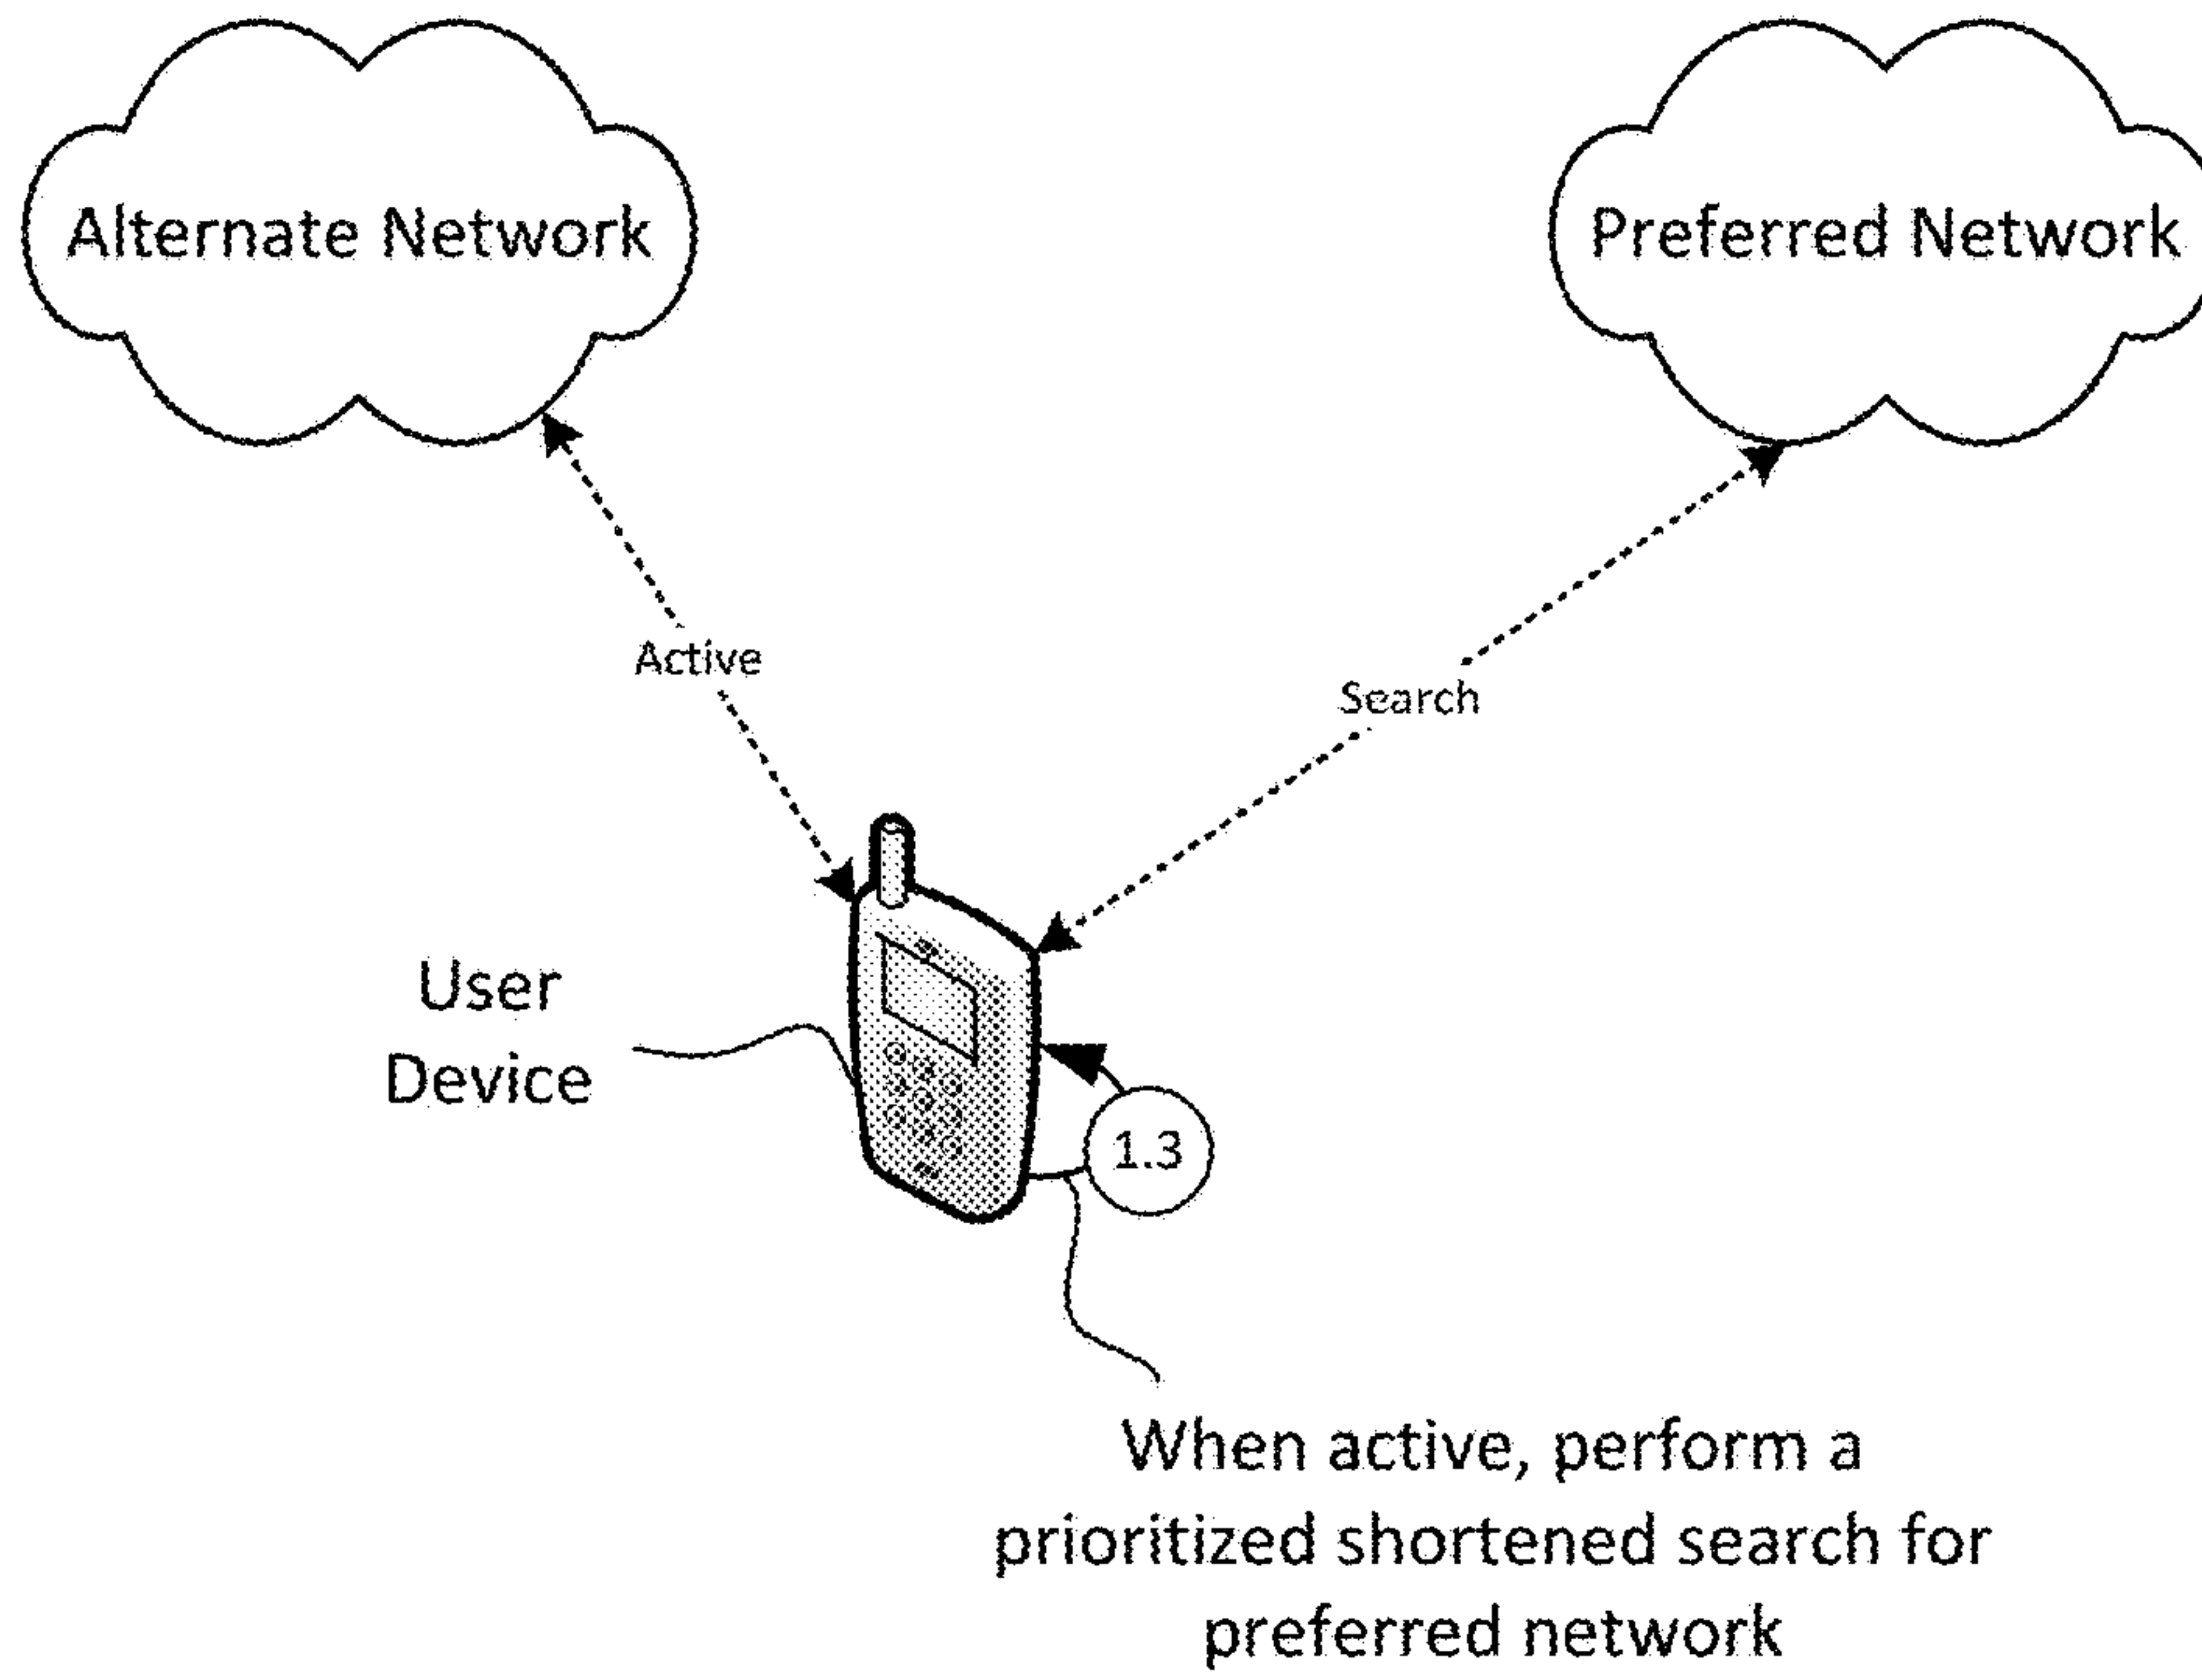 Alternate Network
Preferred Network
Active
Search
User
Device
1.3
When active, perform a
prioritized shortened search for
preferred network